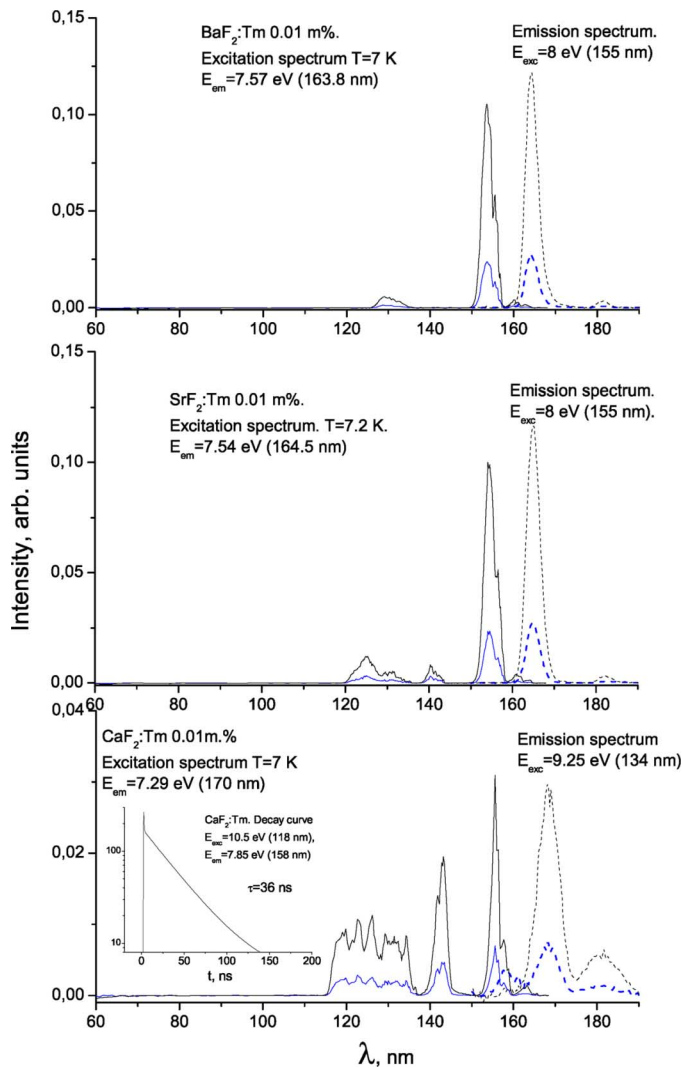 BaF2:Tm 0.01 m%.
Excitation spectrum T=7 K
Eem=7.57 eV (163.8 nm)
Emission spectrum.
Eexc=8 eV (155 nm)
0,15
0,10
0,05
0,00
60 80 100 120 140 160 180
SrF2:Tm 0.01 m%.
Excitation spectrum. T=7.2 K.
Eem=7.54 eV (164.5 nm)
Emission spectrum.
Eexc=8 eV (155 nm).
0,15
0,10
0,05
0,00
60 80 100 120 140 160 180
Intensity, arb. units
CaF2:Tm 0.01m.%
Excitation spectrum T=7 K
Eem=7.29 eV (170 nm)
Emission spectrum
Eexc=9.25 eV (134 nm)
0,04
0,02
0,00
CaF2:Tm. Decay curve
Eexc=10.5 eV (118 nm),
Eem=7.85 eV (158 nm)
τ=36 ns
100
10
0 50 100 150 200
t, ns
60 80 100 120 140 160 180
λ, nm